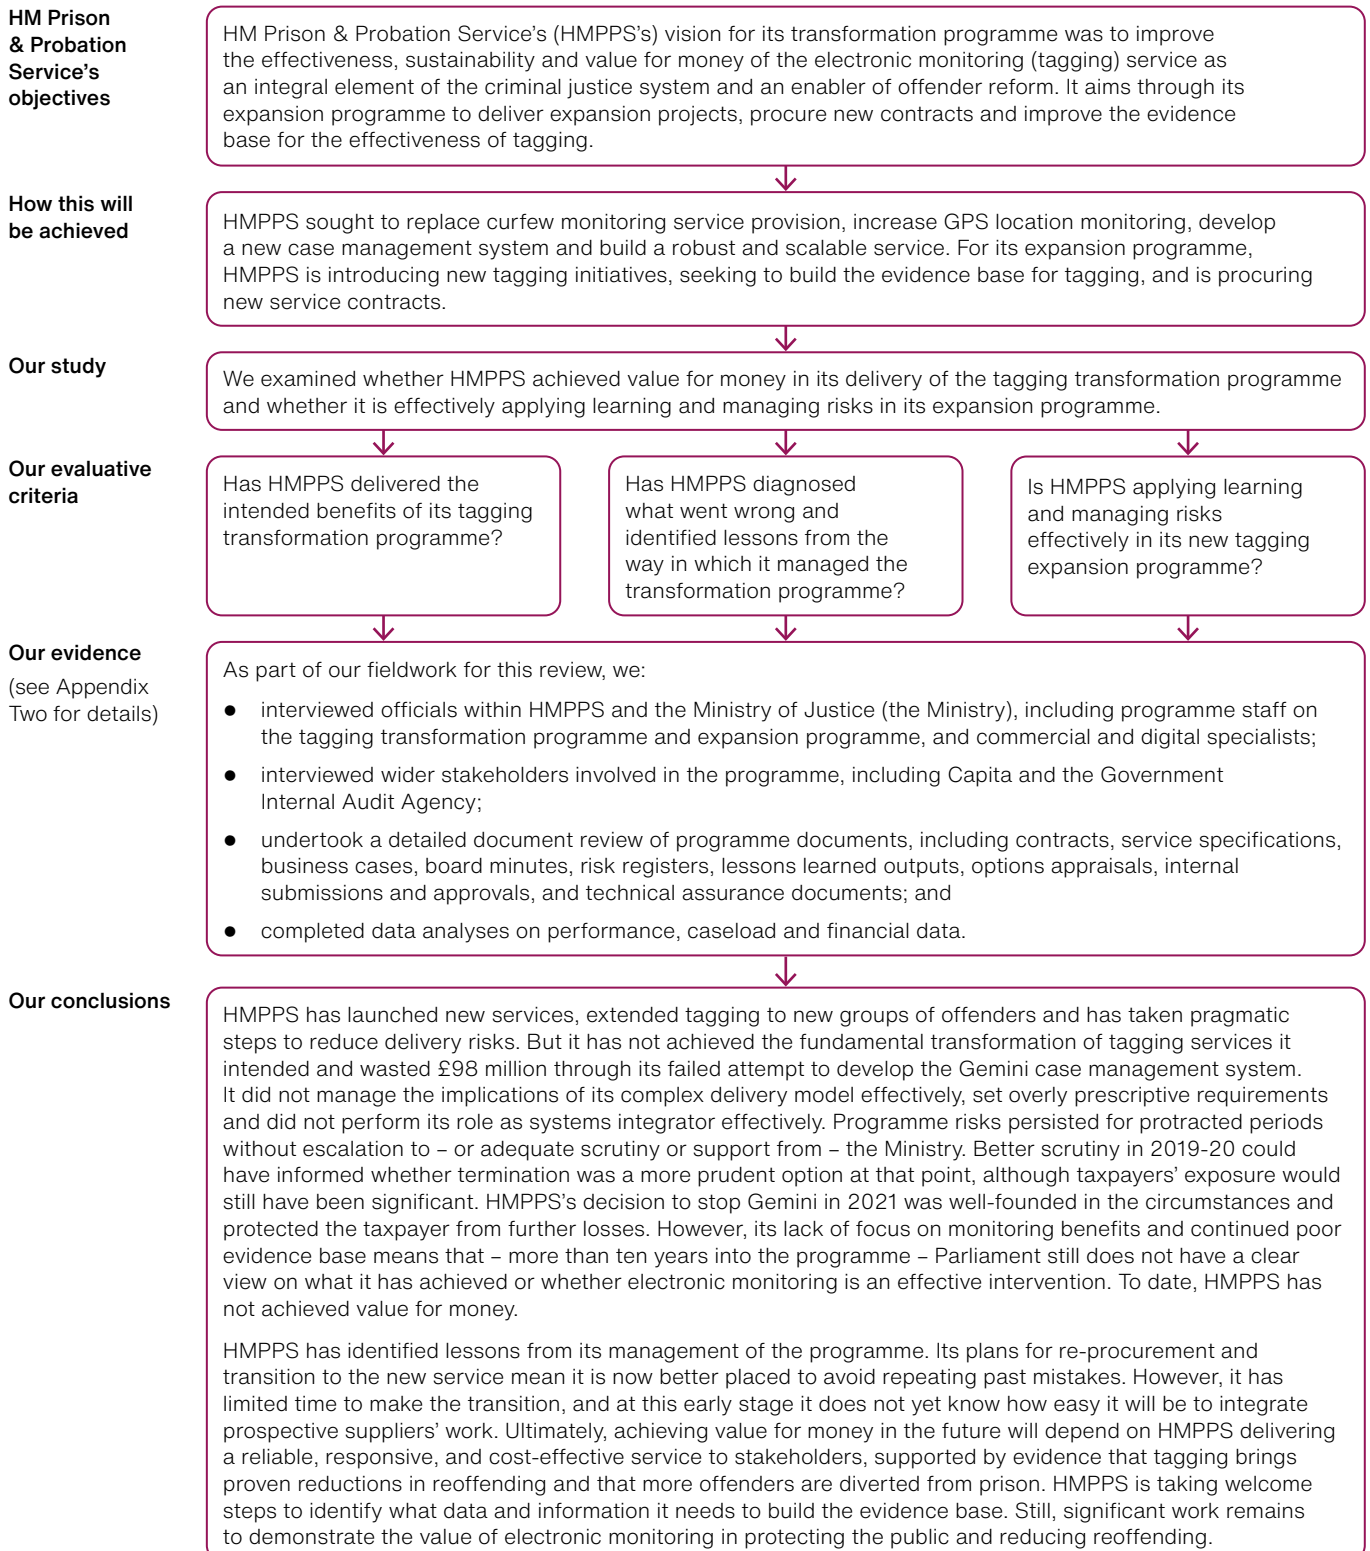 HM Prison
& Probation
Service’s
objectives
HM Prison & Probation Service’s (HMPPS’s) vision for its transformation programme was to improve
the effectiveness, sustainability and value for money of the electronic monitoring (tagging) service as
an integral element of the criminal justice system and an enabler of offender reform. It aims through its
expansion programme to deliver expansion projects, procure new contracts and improve the evidence
base for the effectiveness of tagging.
How this will
be achieved
HMPPS sought to replace curfew monitoring service provision, increase GPS location monitoring, develop
a new case management system and build a robust and scalable service. For its expansion programme,
HMPPS is introducing new tagging initiatives, seeking to build the evidence base for tagging, and is procuring
new service contracts.
Our study
We examined whether HMPPS achieved value for money in its delivery of the tagging transformation programme
and whether it is effectively applying learning and managing risks in its expansion programme.
Our evaluative
criteria
Has HMPPS delivered the
intended benefits of its tagging
transformation programme?
Has HMPPS diagnosed
what went wrong and
identified lessons from the
way in which it managed the
transformation programme?
Is HMPPS applying learning
and managing risks
effectively in its new tagging
expansion programme?
Our evidence
(see Appendix
Two for details)
As part of our fieldwork for this review, we:
● interviewed officials within HMPPS and the Ministry of Justice (the Ministry), including programme staff on
the tagging transformation programme and expansion programme, and commercial and digital specialists;
● interviewed wider stakeholders involved in the programme, including Capita and the Government
Internal Audit Agency;
● undertook a detailed document review of programme documents, including contracts, service specifications,
business cases, board minutes, risk registers, lessons learned outputs, options appraisals, internal
submissions and approvals, and technical assurance documents; and
● completed data analyses on performance, caseload and financial data.
Our conclusions
HMPPS has launched new services, extended tagging to new groups of offenders and has taken pragmatic
steps to reduce delivery risks. But it has not achieved the fundamental transformation of tagging services it
intended and wasted £98 million through its failed attempt to develop the Gemini case management system.
It did not manage the implications of its complex delivery model effectively, set overly prescriptive requirements
and did not perform its role as systems integrator effectively. Programme risks persisted for protracted periods
without escalation to – or adequate scrutiny or support from – the Ministry. Better scrutiny in 2019-20 could
have informed whether termination was a more prudent option at that point, although taxpayers’ exposure would
still have been significant. HMPPS’s decision to stop Gemini in 2021 was well-founded in the circumstances and
protected the taxpayer from further losses. However, its lack of focus on monitoring benefits and continued poor
evidence base means that – more than ten years into the programme – Parliament still does not have a clear
view on what it has achieved or whether electronic monitoring is an effective intervention. To date, HMPPS has
not achieved value for money.
HMPPS has identified lessons from its management of the programme. Its plans for re-procurement and
transition to the new service mean it is now better placed to avoid repeating past mistakes. However, it has
limited time to make the transition, and at this early stage it does not yet know how easy it will be to integrate
prospective suppliers’ work. Ultimately, achieving value for money in the future will depend on HMPPS delivering
a reliable, responsive, and cost-effective service to stakeholders, supported by evidence that tagging brings
proven reductions in reoffending and that more offenders are diverted from prison. HMPPS is taking welcome
steps to identify what data and information it needs to build the evidence base. Still, significant work remains
to demonstrate the value of electronic monitoring in protecting the public and reducing reoffending.